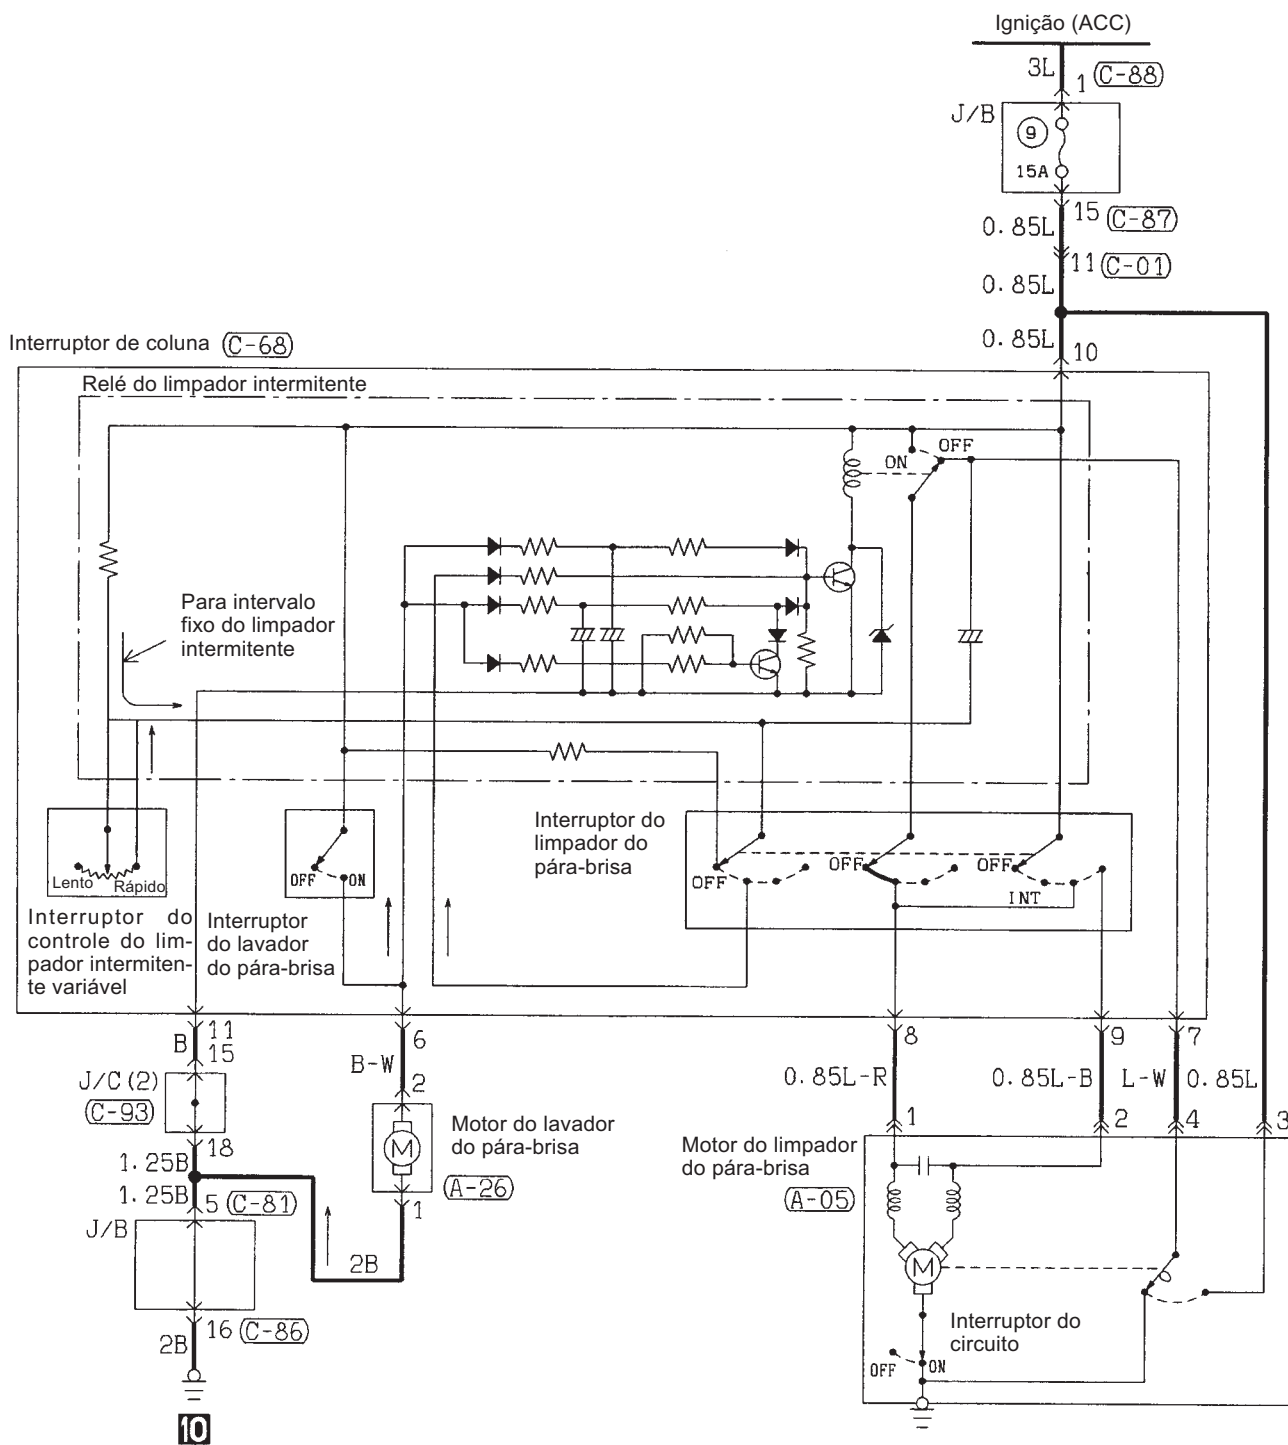 Ignição (ACC)
3L
1 C-88
J/B
9
15A
15 C-87
0.85L
11 C-01
0.85L
Interruptor de coluna C-68
0.85L
10
Relé do limpador intermitente
OFF
ON
Para intervalo
fixo do limpador
intermitente
Interruptor do
limpador do
pára-brisa
OFF
OFF
OFF
INT
Lento
Rápido
OFF
ON
Interruptor do
controle do lim-
pador intermiten-
te variável
Interruptor
do lavador
do pára-brisa
11
B
15
6
B-W
2
8
9
7
0.85L-R
0.85L-B
L-W
0.85L
1
2
4
3
J/C (2)
C-93
18
1.25B
1.25B
5 C-81
J/B
M
Motor do lavador
do pára-brisa
A-26
1
2B
16 C-86
2B
10
Motor do limpador
do pára-brisa
A-05
M
Interruptor do
circuito
OFF
ON